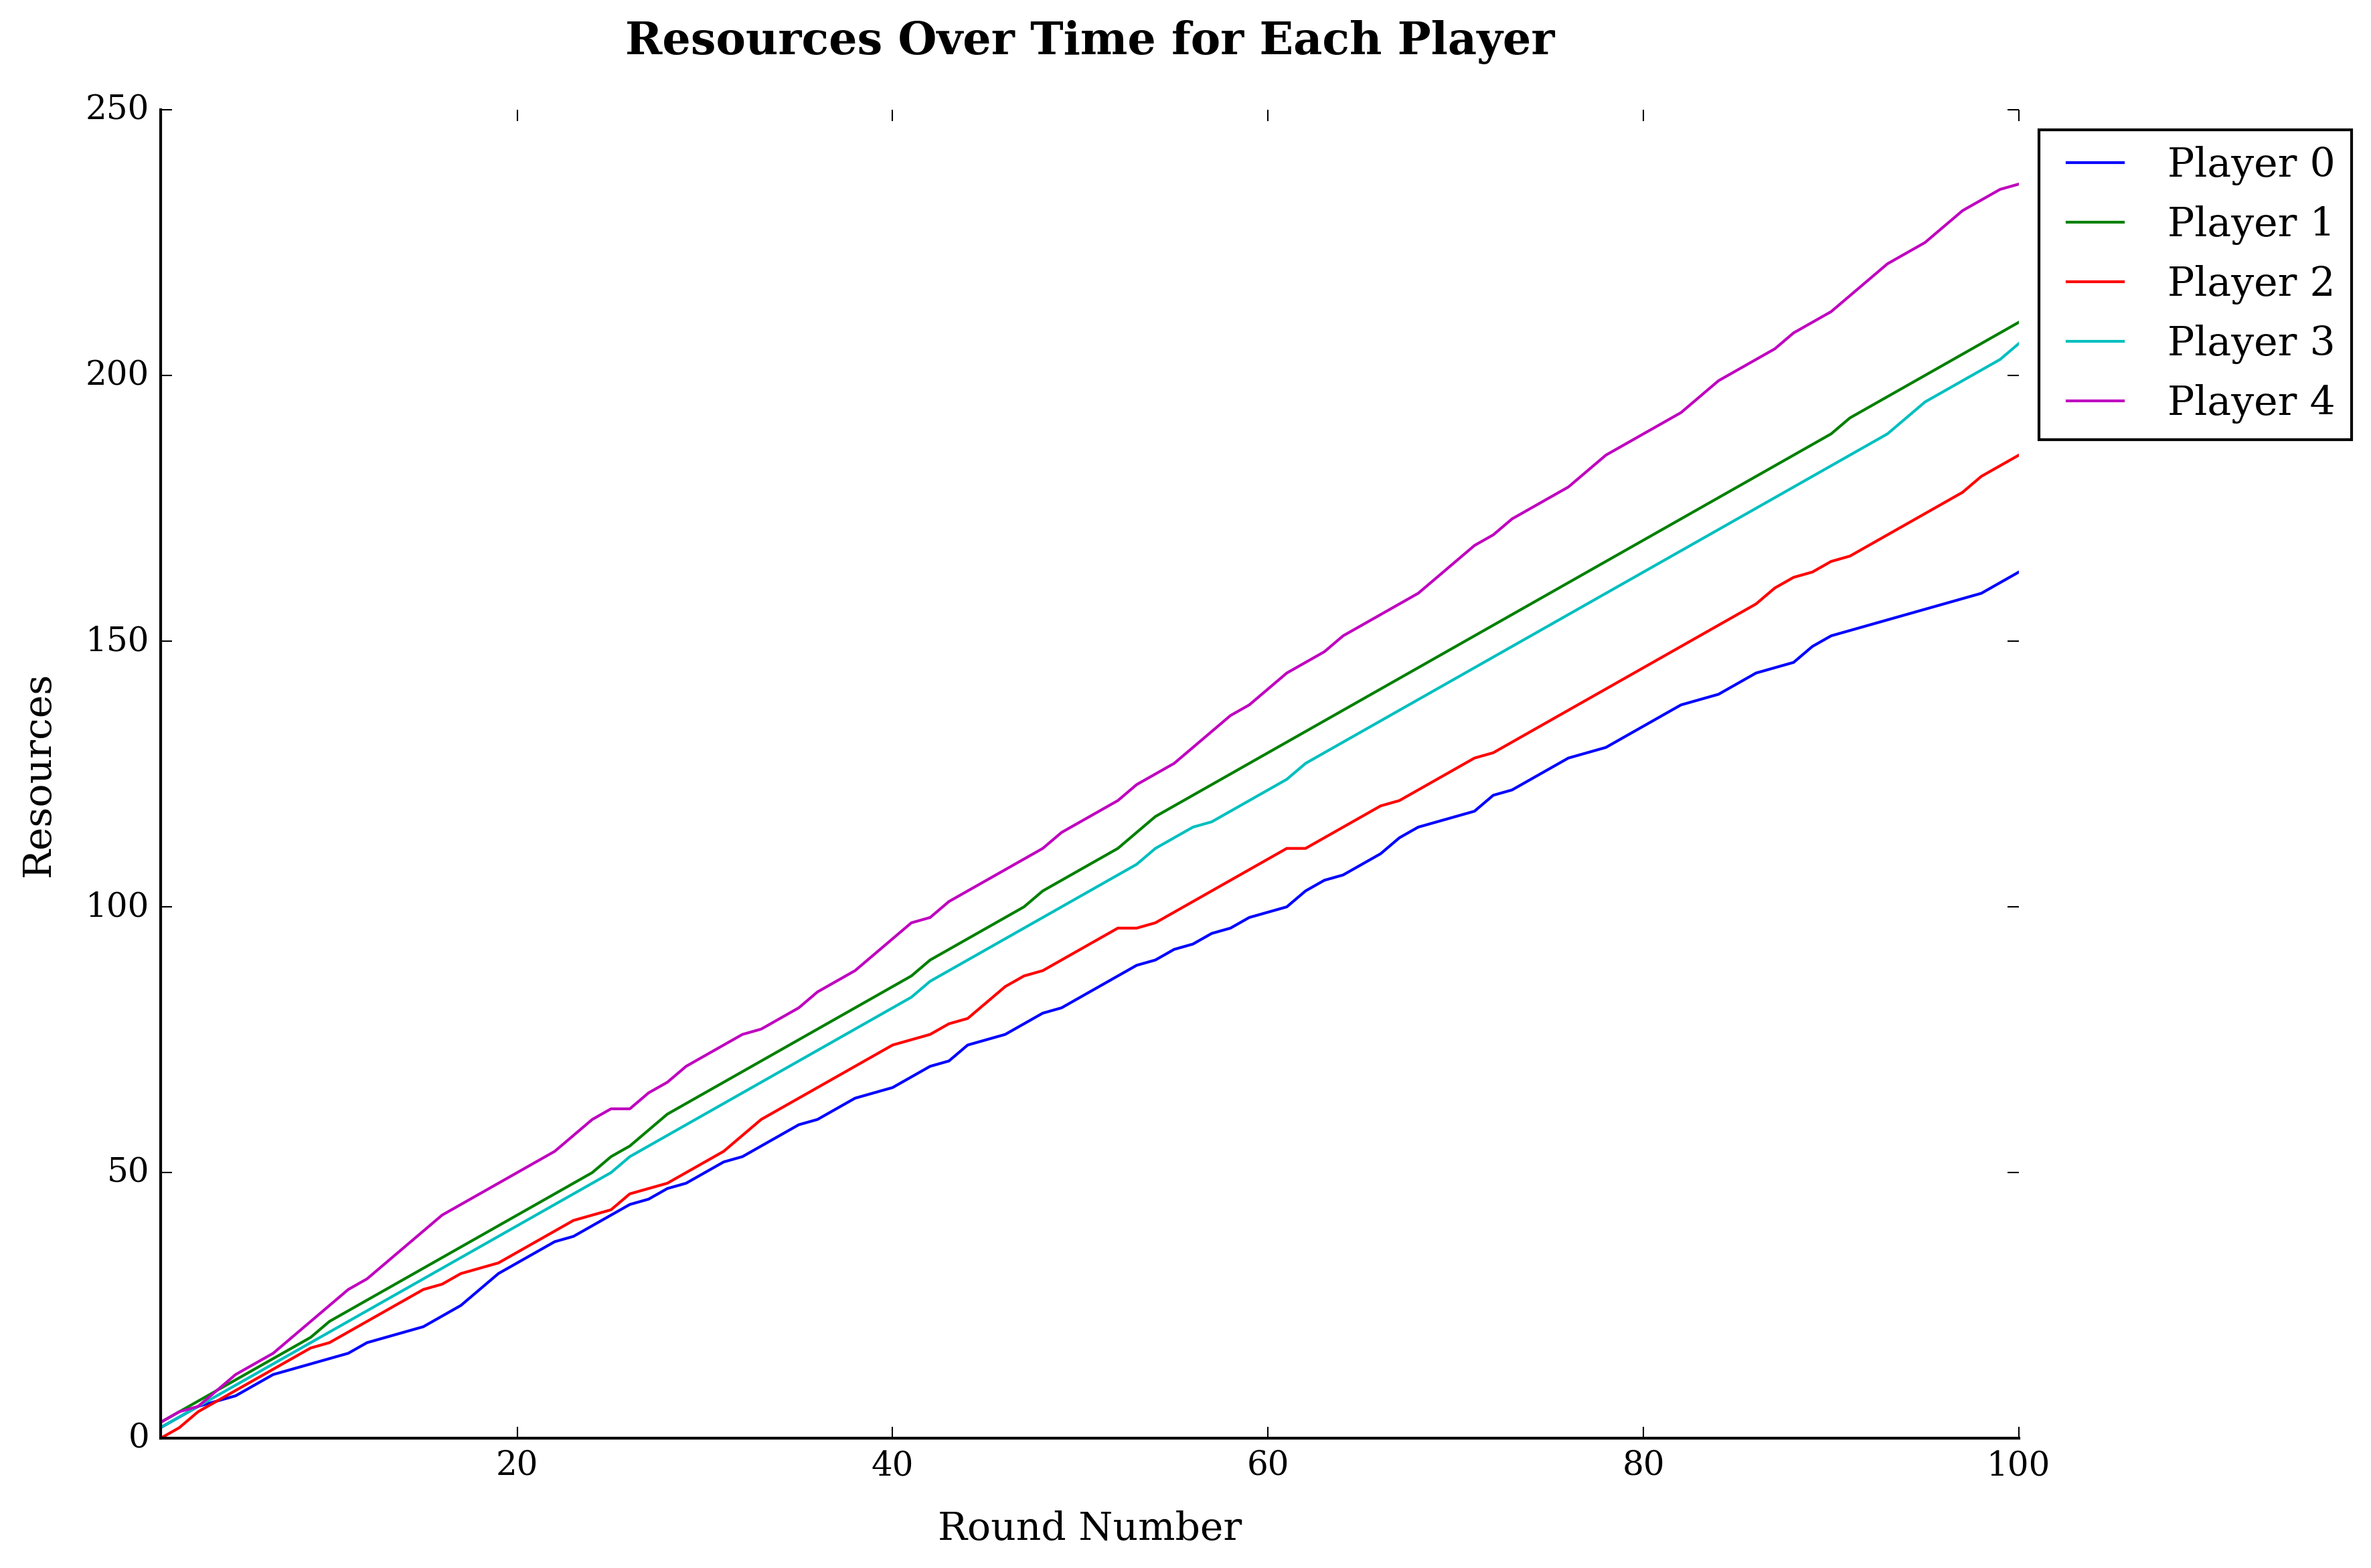 Resources Over Time for Each Player
250
200
150
100
50
0
Resources
20 40 60 80 100
Round Number
Player 0
Player 1
Player 2
Player 3
Player 4